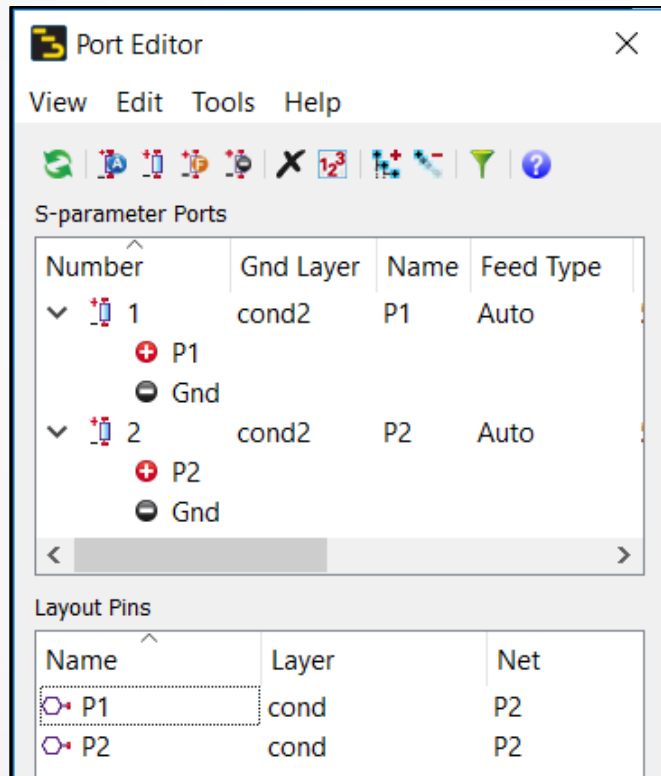 Port Editor
View Edit Tools Help
S-parameter Ports
Number Gnd Layer Name Feed Type
1 cond2 P1 Auto
P1
Gnd
2 cond2 P2 Auto
P2
Gnd
Layout Pins
Name Layer Net
P1 cond P2
P2 cond P2